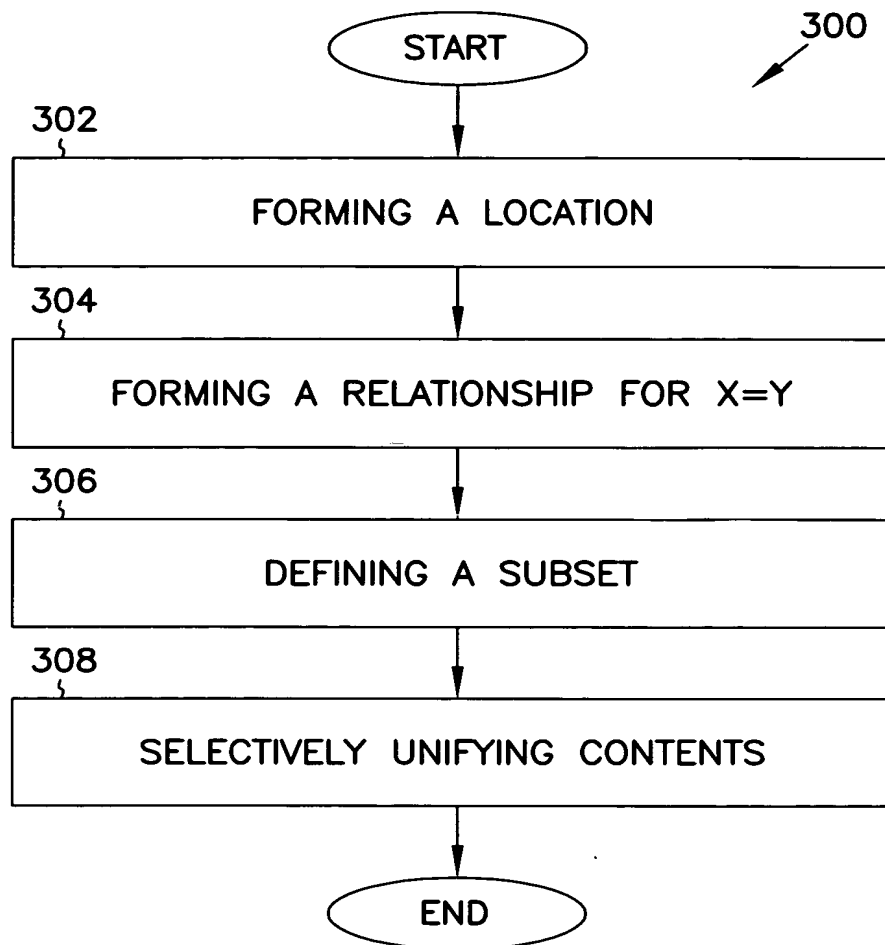 START
300
302
FORMING A LOCATION
304
FORMING A RELATIONSHIP FOR X=Y
306
DEFINING A SUBSET
308
SELECTIVELY UNIFYING CONTENTS
END